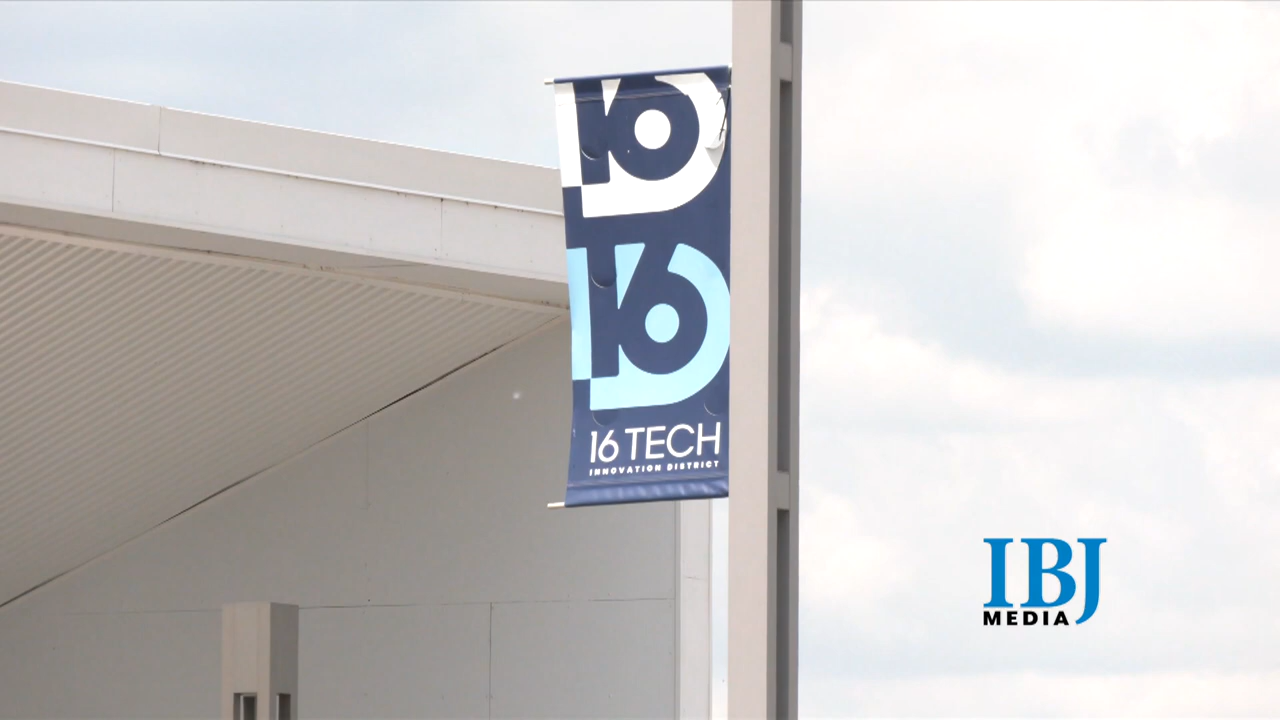 16
16
16 TECH
INNOVATION DISTRICT
IBJ
MEDIA